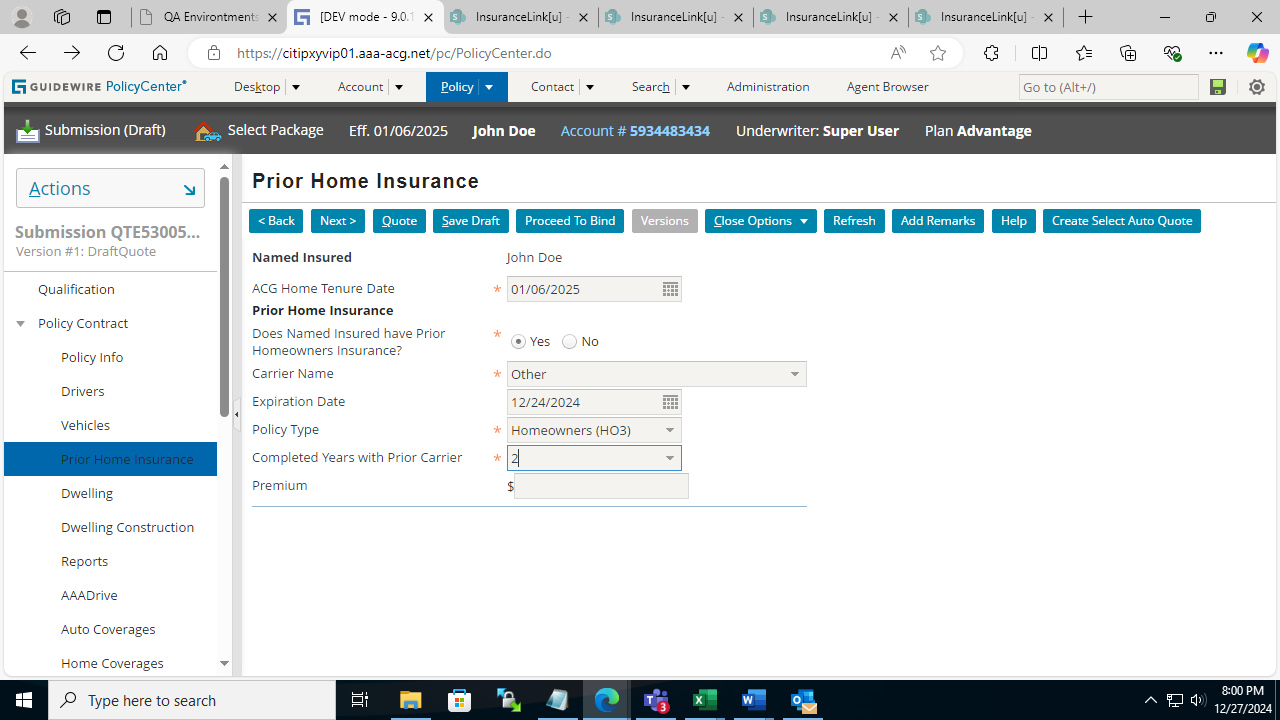 QA Environtments
[DEV mode - 9.0.1
InsuranceLink[u] -
InsuranceLink[u] -
InsuranceLink[u] -
InsuranceLink[u] -
https://citipxyvip01.aaa-acg.net/pc/PolicyCenter.do
GUIDEWIRE PolicyCenter®
Desktop
Account
Policy
Contact
Search
Administration
Agent Browser
Go to (Alt+/)
Submission (Draft)
Select Package
Eff. 01/06/2025
John Doe
Account # 5934483434
Underwriter: Super User
Plan Advantage
Actions
Submission QTE53005...
Version #1: DraftQuote
Qualification
Policy Contract
Policy Info
Drivers
Vehicles
Prior Home Insurance
Dwelling
Dwelling Construction
Reports
AAADrive
Auto Coverages
Home Coverages
Prior Home Insurance
< Back
Next >
Quote
Save Draft
Proceed To Bind
Versions
Close Options
Refresh
Add Remarks
Help
Create Select Auto Quote
Named Insured John Doe
ACG Home Tenure Date * 01/06/2025
Prior Home Insurance
Does Named Insured have Prior
Homeowners Insurance?
* Yes No
Carrier Name * Other
Expiration Date 12/24/2024
Policy Type * Homeowners (HO3)
Completed Years with Prior Carrier * 2
Premium $
Type here to search
3
8:00 PM
12/27/2024